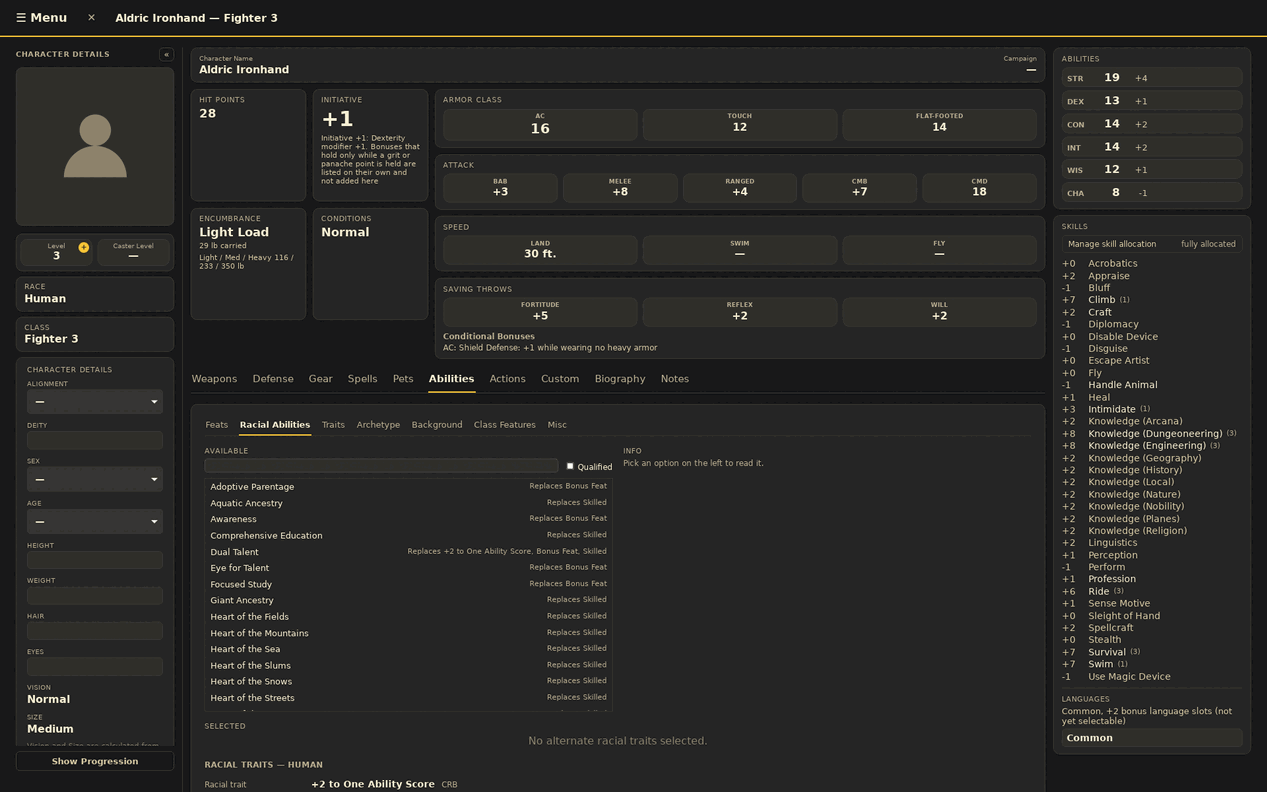 ☰ Menu × Aldric Ironhand — Fighter 3
CHARACTER DETAILS «
Level
3
+
Caster Level
—
RACE
Human
CLASS
Fighter 3
CHARACTER DETAILS
ALIGNMENT
—
DEITY
SEX
—
AGE
—
HEIGHT
WEIGHT
HAIR
EYES
VISION
Normal
SIZE
Medium
Vision and Size are calculated from
Show Progression
Character Name
Aldric Ironhand
Campaign
—
HIT POINTS
28
INITIATIVE
+1
Initiative +1: Dexterity
modifier +1. Bonuses that
hold only while a grit or
panache point is held are
listed on their own and
not added here
ENCUMBRANCE
Light Load
29 lb carried
Light / Med / Heavy 116 /
233 / 350 lb
CONDITIONS
Normal
ARMOR CLASS
AC
16
TOUCH
12
FLAT-FOOTED
14
ATTACK
BAB
+3
MELEE
+8
RANGED
+4
CMB
+7
CMD
18
SPEED
LAND
30 ft.
SWIM
—
FLY
—
SAVING THROWS
FORTITUDE
+5
REFLEX
+2
WILL
+2
Conditional Bonuses
AC: Shield Defense: +1 while wearing no heavy armor
Weapons Defense Gear Spells Pets Abilities Actions Custom Biography Notes
Feats Racial Abilities Traits Archetype Background Class Features Misc
AVAILABLE
Qualified
Adoptive Parentage Replaces Bonus Feat
Aquatic Ancestry Replaces Skilled
Awareness Replaces Bonus Feat
Comprehensive Education Replaces Skilled
Dual Talent Replaces +2 to One Ability Score, Bonus Feat, Skilled
Eye for Talent Replaces Bonus Feat
Focused Study Replaces Bonus Feat
Giant Ancestry Replaces Skilled
Heart of the Fields Replaces Skilled
Heart of the Mountains Replaces Skilled
Heart of the Sea Replaces Skilled
Heart of the Slums Replaces Skilled
Heart of the Snows Replaces Skilled
Heart of the Streets Replaces Skilled
INFO
Pick an option on the left to read it.
SELECTED
No alternate racial traits selected.
RACIAL TRAITS — HUMAN
Racial trait +2 to One Ability Score CRB
ABILITIES
STR 19 +4
DEX 13 +1
CON 14 +2
INT 14 +2
WIS 12 +1
CHA 8 -1
SKILLS
Manage skill allocation fully allocated
+0 Acrobatics
+2 Appraise
-1 Bluff
+7 Climb (1)
+2 Craft
-1 Diplomacy
+0 Disable Device
-1 Disguise
+0 Escape Artist
+0 Fly
-1 Handle Animal
+1 Heal
+3 Intimidate (1)
+2 Knowledge (Arcana)
+8 Knowledge (Dungeoneering) (3)
+8 Knowledge (Engineering) (3)
+2 Knowledge (Geography)
+2 Knowledge (History)
+2 Knowledge (Local)
+2 Knowledge (Nature)
+2 Knowledge (Nobility)
+2 Knowledge (Planes)
+2 Knowledge (Religion)
+2 Linguistics
+1 Perception
-1 Perform
+1 Profession
+6 Ride (3)
+1 Sense Motive
+0 Sleight of Hand
+2 Spellcraft
+0 Stealth
+7 Survival (3)
+7 Swim (1)
-1 Use Magic Device
LANGUAGES
Common, +2 bonus language slots (not
yet selectable)
Common